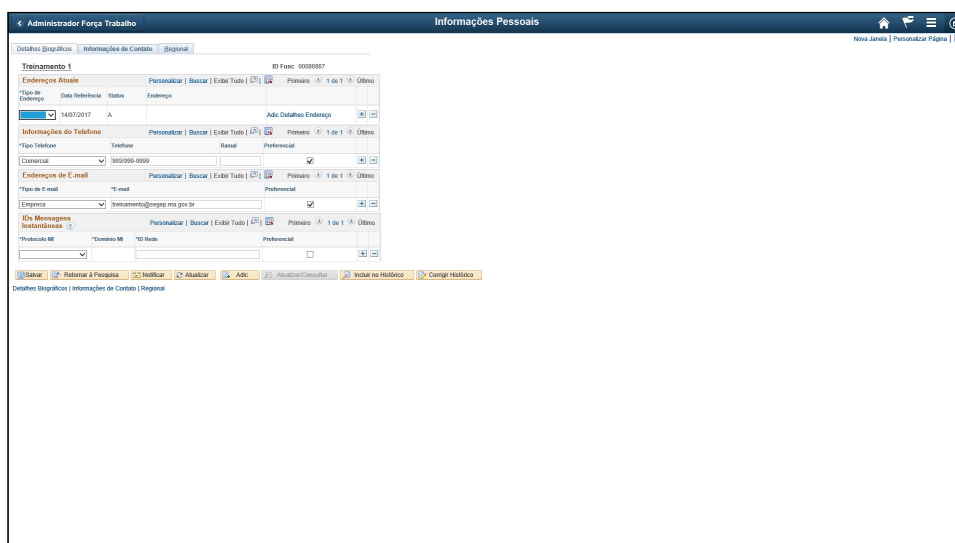 Administrador Força Trabalho
Informações Pessoais
Nova Janela | Personalizar Página |
Detalhes Biográficos
Informações de Contato
Regional
Treinamento 1
ID Func 00086867
Endereços Atuais
Personalizar | Buscar | Exibir Tudo |
Primeiro 1 de 1 Último
*Tipo de Endereço
Data Referência
Status
Endereço
14/07/2017
A
Adic Detalhes Endereço
Informações do Telefone
Personalizar | Buscar | Exibir Tudo |
Primeiro 1 de 1 Último
*Tipo Telefone
Telefone
Ramal
Preferencial
Comercial
989/999-9999
Endereços de E-mail
Personalizar | Buscar | Exibir Tudo |
Primeiro 1 de 1 Último
*Tipo de E-mail
*E-mail
Preferencial
Empresa
treinamento@segep.ma.gov.br
IDs Mensagens Instantâneas
Personalizar | Buscar | Exibir Tudo |
Primeiro 1 de 1 Último
*Protocolo MI
*Domínio MI
*ID Rede
Preferencial
Salvar
Retornar à Pesquisa
Notificar
Atualizar
Adic
Atualizar/Consultar
Incluir no Histórico
Corrigir Histórico
Detalhes Biográficos | Informações de Contato | Regional